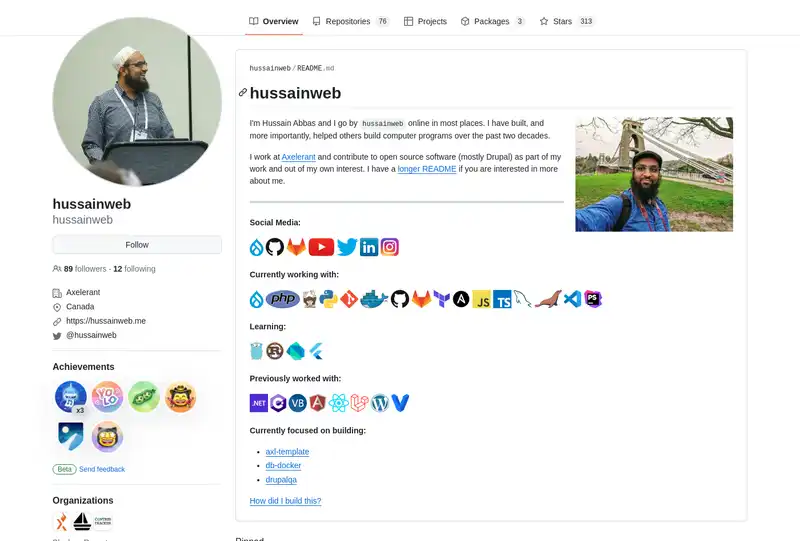 Overview
Repositories 76
Projects
Packages 3
Stars 313
hussainweb
hussainweb
Follow
89 followers · 12 following
Axelerant
Canada
https://hussainweb.me
@hussainweb
Achievements
YO
LO
x3
Beta Send feedback
Organizations
hussainweb/README.md
hussainweb
I'm Hussain Abbas and I go by hussainweb online in most places. I have built, and
more importantly, helped others build computer programs over the past two decades.
I work at Axelerant and contribute to open source software (mostly Drupal) as part of my
work and out of my own interest. I have a longer README if you are interested in more
about me.
Social Media:
in
Currently working with:
php
A
JS
TS
PS
Learning:
Previously worked with:
.NET
C#
VB
A
W
V
Currently focused on building:
axl-template
db-docker
drupalqa
How did I build this?
Pinned